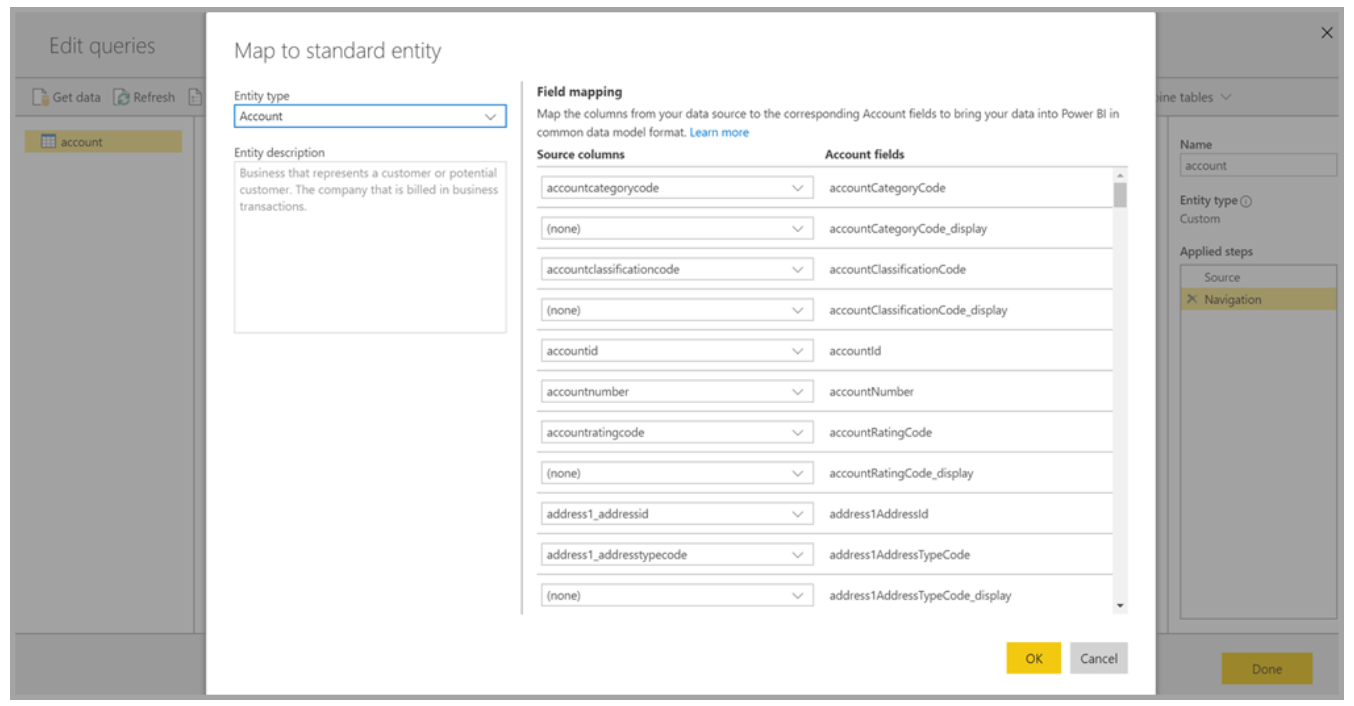 Edit queries
Get data
Refresh
account
Map to standard entity
Entity type
Account
Entity description
Business that represents a customer or potential
customer. The company that is billed in business
transactions.
Field mapping
Map the columns from your data source to the corresponding Account fields to bring your data into Power BI in
common data model format. Learn more
Source columns Account fields
accountcategorycode accountCategoryCode
(none) accountCategoryCode_display
accountclassificationcode accountClassificationCode
(none) accountClassificationCode_display
accountid accountId
accountnumber accountNumber
accountratingcode accountRatingCode
(none) accountRatingCode_display
address1_addressid address1AddressId
address1_addresstypecode address1AddressTypeCode
(none) address1AddressTypeCode_display
OK Cancel
tables
Name
account
Entity type
Custom
Applied steps
Source
Navigation
Done